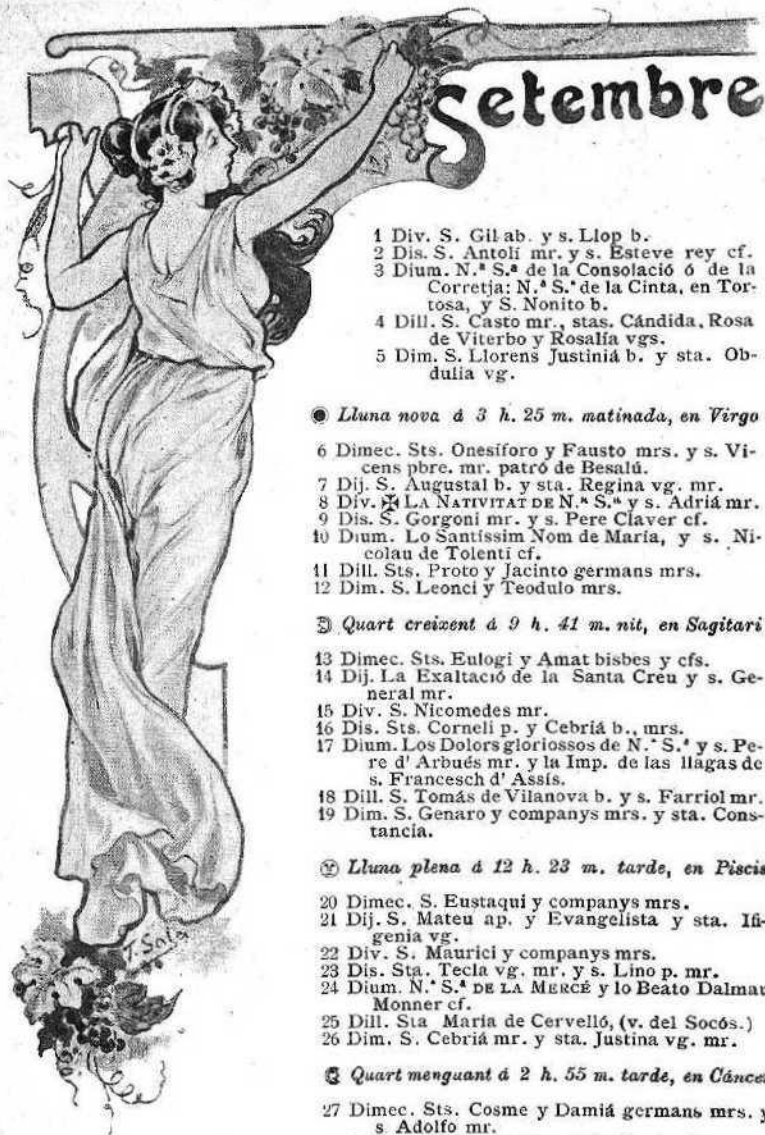 Setembre
1 Div. S. Gil ab. y s. Llop b.
2 Dis. S. Antolí mr. y s. Esteve rey cf.
3 Dium. N.ª S.ª de la Consolació ó de la
Corretja: N.ª S.ª de la Cinta, en Tor-
tosa, y S. Nonito b.
4 Dill. S. Casto mr., stas. Cándida, Rosa
de Viterbo y Rosalía vgs.
5 Dim. S. Llorens Justiniá b. y sta. Ob-
dulia vg.
Lluna nova á 3 h. 25 m. matinada, en Virgo
6 Dimec. Sts. Onesíforo y Fausto mrs. y s. Vi-
cens pbre. mr. patró de Besalú.
7 Dij. S. Augustal b. y sta. Regina vg. mr.
8 Div. ✠ LA NATIVITAT DE N.ª S.ª y s. Adriá mr.
9 Dis. S. Gorgoni mr. y s. Pere Claver cf.
10 Dium. Lo Santíssim Nom de María, y s. Ni-
colau de Tolentí cf.
11 Dill. Sts. Proto y Jacinto germans mrs.
12 Dim. S. Leonci y Teodulo mrs.
Quart creixent á 9 h. 41 m. nit, en Sagitari
13 Dimec. Sts. Eulogi y Amat bisbes y cfs.
14 Dij. La Exaltació de la Santa Creu y s. Ge-
neral mr.
15 Div. S. Nicomedes mr.
16 Dis. Sts. Corneli p. y Cebriá b., mrs.
17 Dium. Los Dolors gloriossos de N.ª S.ª y s. Pe-
re d' Arbués mr. y la Imp. de las llagas de
s. Francesch d' Assis.
18 Dill. S. Tomás de Vilanova b. y s. Farriol mr.
19 Dim. S. Genaro y companys mrs. y sta. Cons-
tancia.
Lluna plena á 12 h. 23 m. tarde, en Piscis
20 Dimec. S. Eustaqui y companys mrs.
21 Dij. S. Mateu ap. y Evangelista y sta. Ifi-
genia vg.
22 Div. S. Maurici y companys mrs.
23 Dis. Sta. Tecla vg. mr. y s. Lino p. mr.
24 Dium. N.ª S.ª DE LA MERCÉ y lo Beato Dalmau
Monner cf.
25 Dill. Sta María de Cervelló, (v. del Socós.)
26 Dim. S. Cebriá mr. y sta. Justina vg. mr.
Quart menguant á 2 h. 55 m. tarde, en Cáncer
27 Dimec. Sts. Cosme y Damiá germans mrs. y
s. Adolfo mr.
T. Sala